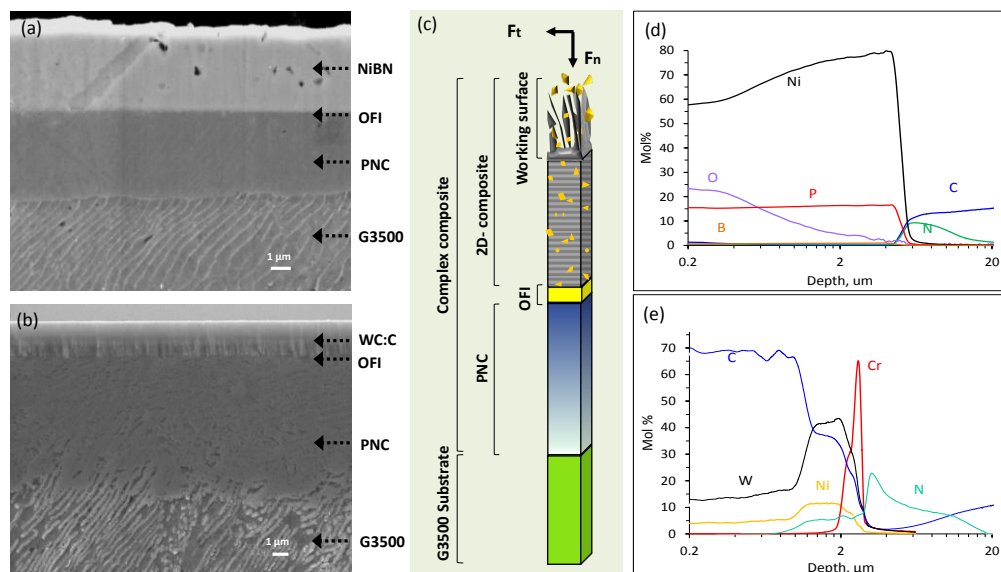 (a)
NiBN
OFI
PNC
G3500
1 µm
(b)
WC:C
OFI
PNC
G3500
1 µm
(c)
Ft
Fn
Working surface
2D- composite
Complex composite
OFI
PNC
G3500 Substrate
(d)
80
70
60
50
40
30
20
10
0
Mol%
Ni
O
P
B
C
N
0.2
2
20
Depth, um
(e)
70
60
50
40
30
20
10
0
Mol %
C
Cr
W
Ni
N
0.2
2
20
Depth, um